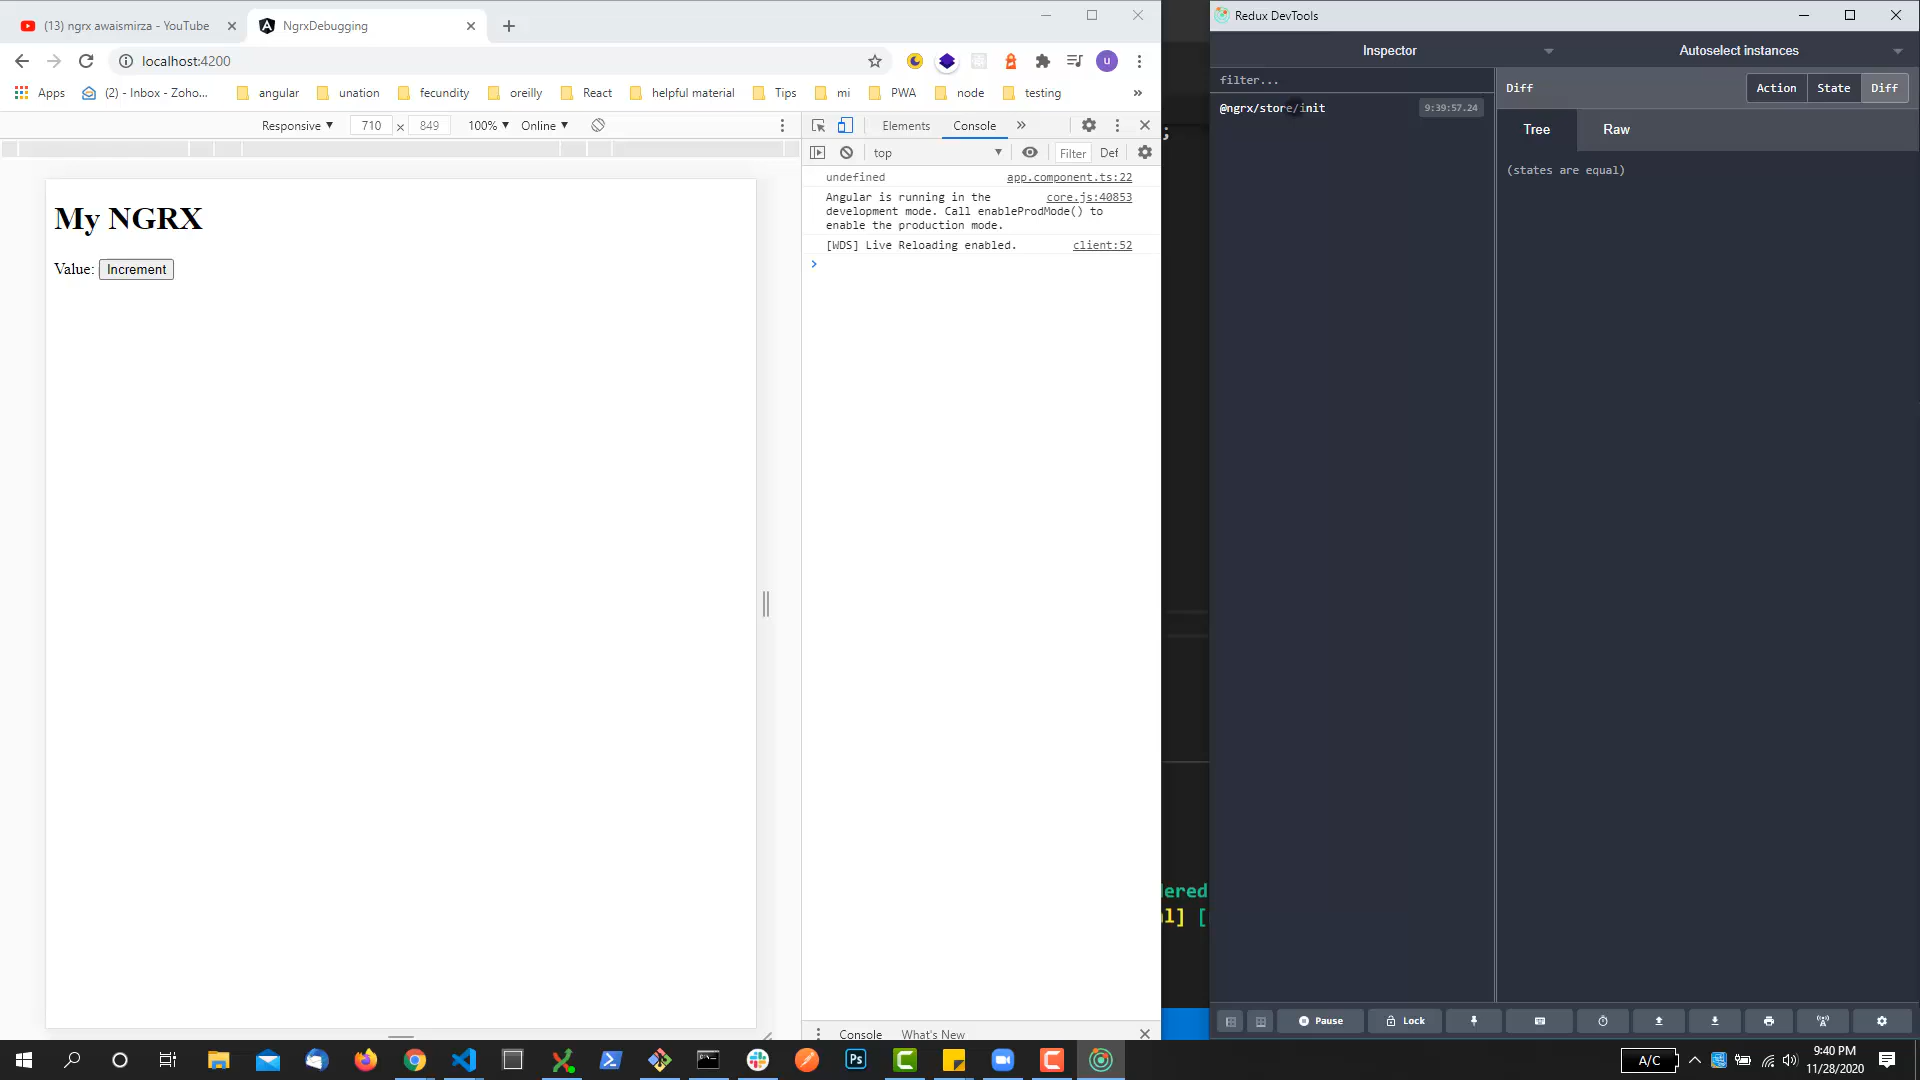 (13) ngrx awaismirza - YouTube
NgrxDebugging
localhost:4200
Apps
(2) - Inbox - Zoho...
angular
unation
fecundity
oreilly
React
helpful material
Tips
mi
PWA
node
testing
»
Responsive
710 × 849
100%
Online
Elements
Console
»
top
Filter
Def
My NGRX
Value: Increment
undefined app.component.ts:22
Angular is running in the core.js:40853
development mode. Call enableProdMode() to
enable the production mode.
[WDS] Live Reloading enabled. client:52
>
Console
What's New
;
lered
[
Redux DevTools
Inspector
Autoselect instances
filter...
@ngrx/store/init 9:39:57.24
Diff
Action
State
Diff
Tree
Raw
(states are equal)
Pause
Lock
Ps
A/C
9:40 PM
11/28/2020